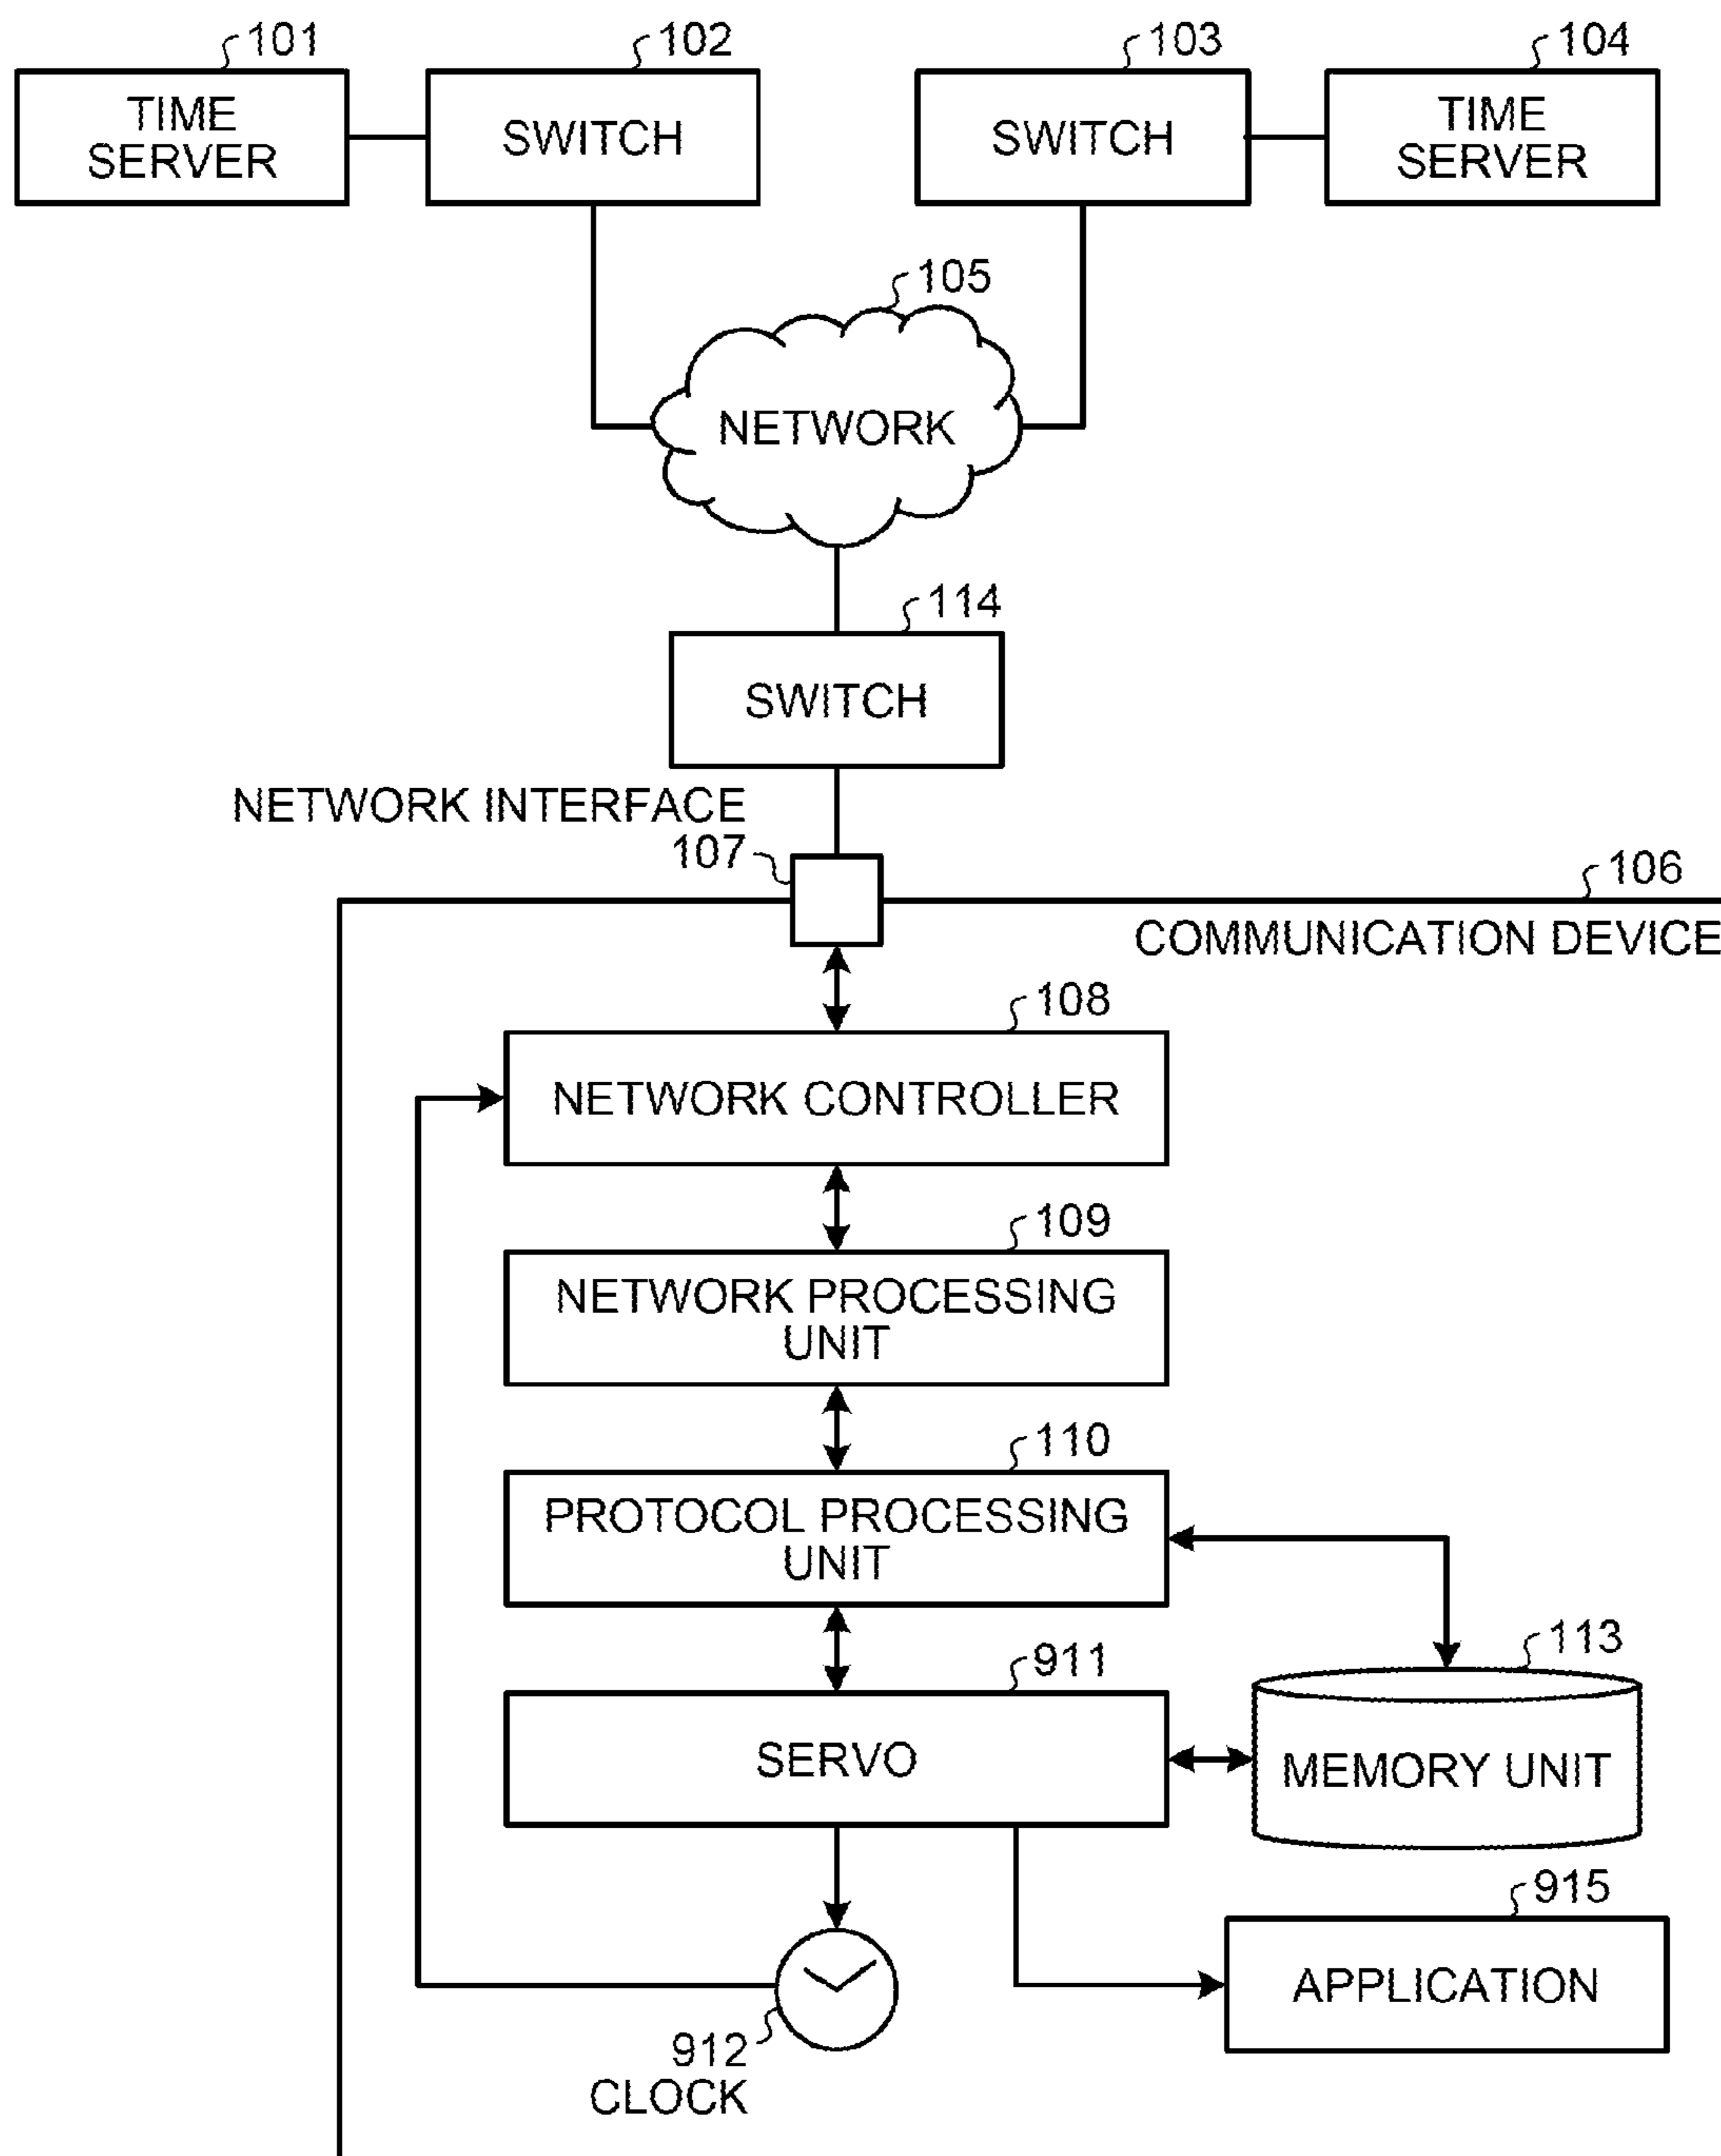 101
102
103
104
TIME
SERVER
SWITCH
SWITCH
TIME
SERVER
105
NETWORK
114
SWITCH
NETWORK INTERFACE
107
106
COMMUNICATION DEVICE
108
NETWORK CONTROLLER
109
NETWORK PROCESSING
UNIT
110
PROTOCOL PROCESSING
UNIT
113
911
SERVO
MEMORY UNIT
915
APPLICATION
912
CLOCK